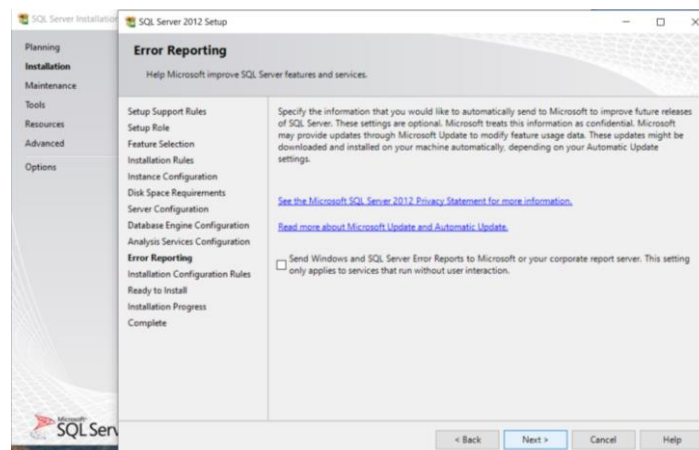 SQL Server Installation
Planning
Installation
Maintenance
Tools
Resources
Advanced
Options
Microsoft
SQL Serv
SQL Server 2012 Setup
Error Reporting
Help Microsoft improve SQL Server features and services.
Setup Support Rules
Setup Role
Feature Selection
Installation Rules
Instance Configuration
Disk Space Requirements
Server Configuration
Database Engine Configuration
Analysis Services Configuration
Error Reporting
Installation Configuration Rules
Ready to Install
Installation Progress
Complete
Specify the information that you would like to automatically send to Microsoft to improve future releases
of SQL Server. These settings are optional. Microsoft treats this information as confidential. Microsoft
may provide updates through Microsoft Update to modify feature usage data. These updates might be
downloaded and installed on your machine automatically, depending on your Automatic Update
settings.
See the Microsoft SQL Server 2012 Privacy Statement for more information.
Read more about Microsoft Update and Automatic Update.
Send Windows and SQL Server Error Reports to Microsoft or your corporate report server. This setting
only applies to services that run without user interaction.
< Back
Next >
Cancel
Help